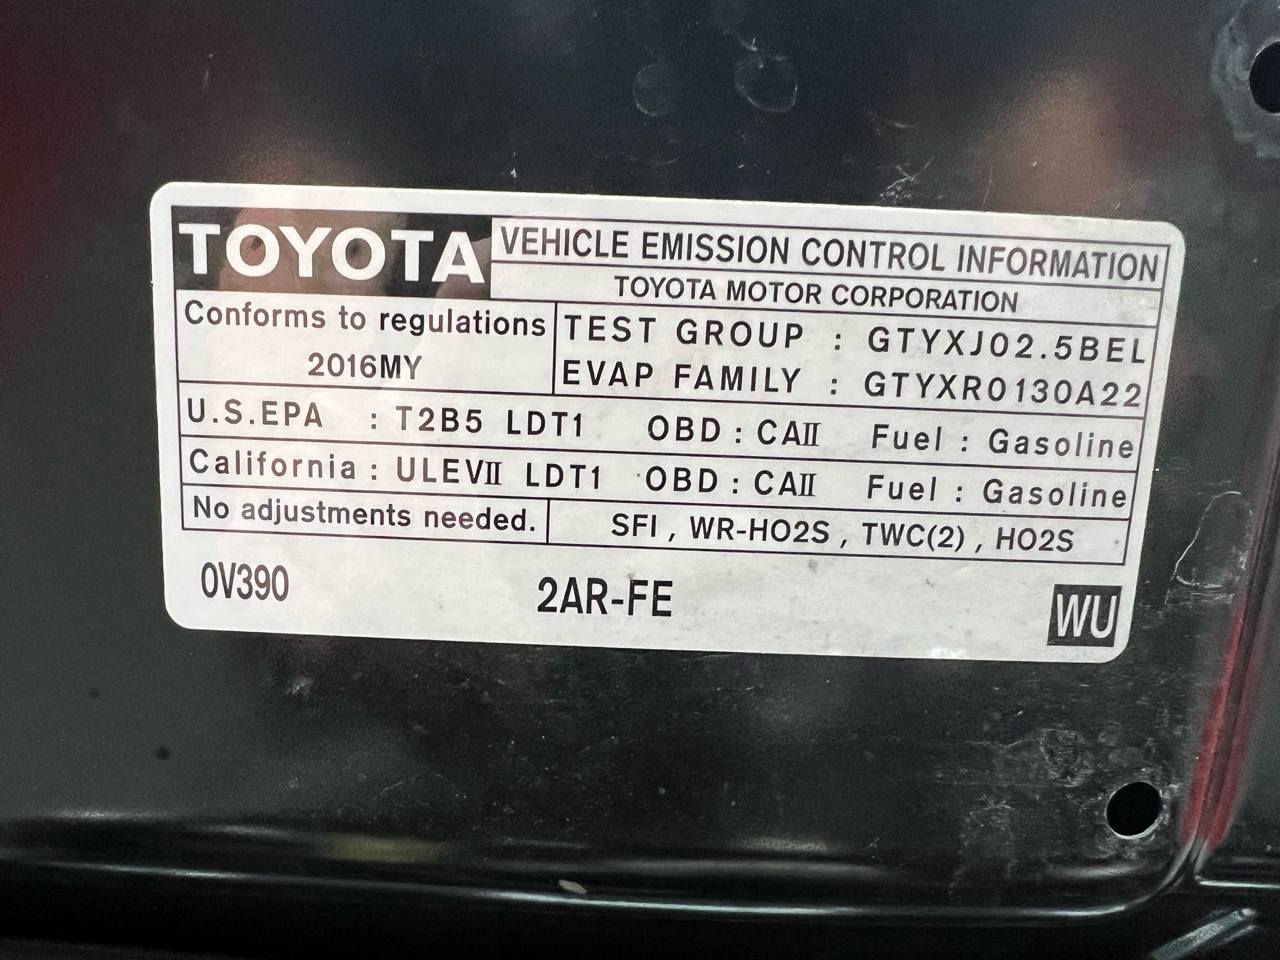 TOYOTA VEHICLE EMISSION CONTROL INFORMATION
TOYOTA MOTOR CORPORATION
Conforms to regulations
2016MY
TEST GROUP : GTYXJ02.5BEL
EVAP FAMILY : GTYXR0130A22
U.S.EPA : T2B5 LDT1 OBD : CAⅡ Fuel : Gasoline
California : ULEVⅡ LDT1 OBD : CAⅡ Fuel : Gasoline
No adjustments needed. SFI , WR-HO2S , TWC(2) , HO2S
0V390 2AR-FE WU